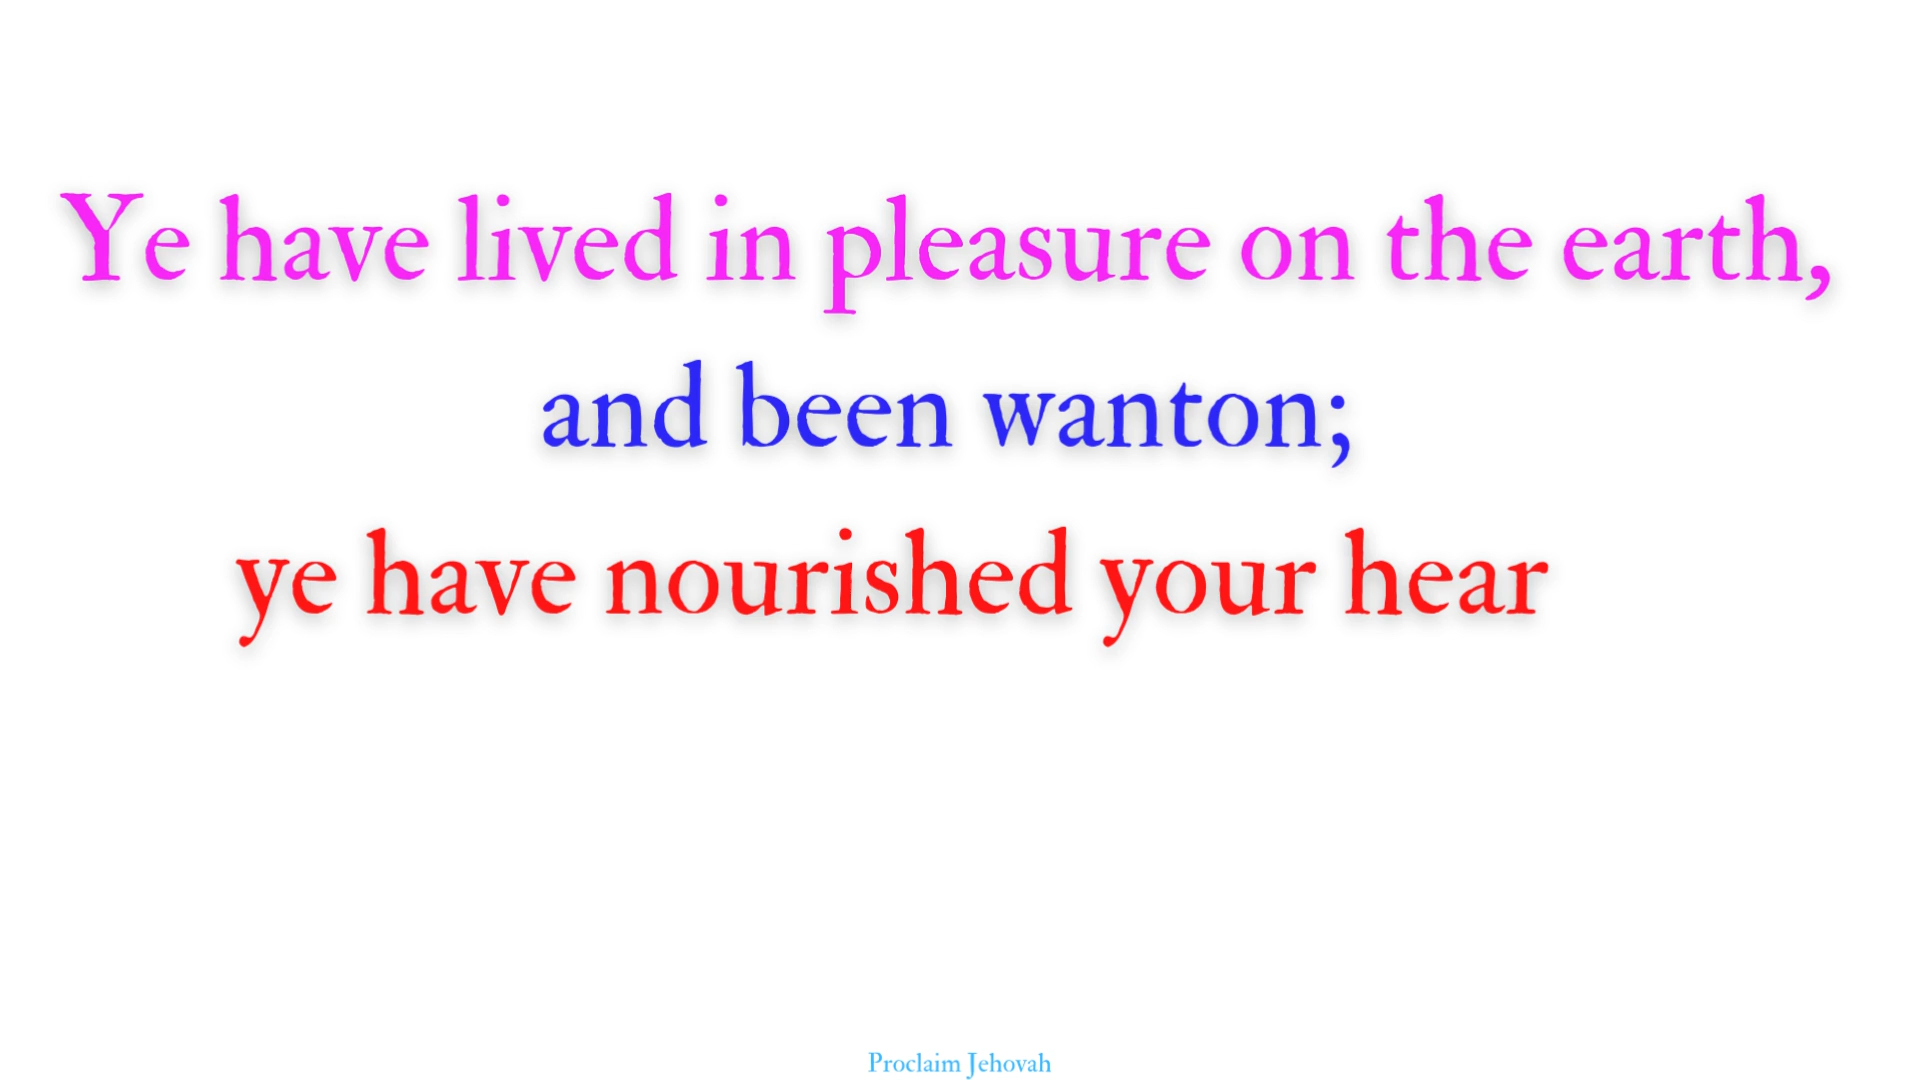 Ye have lived in pleasure on the earth,
and been wanton;
ye have nourished your hear
Proclaim Jehovah